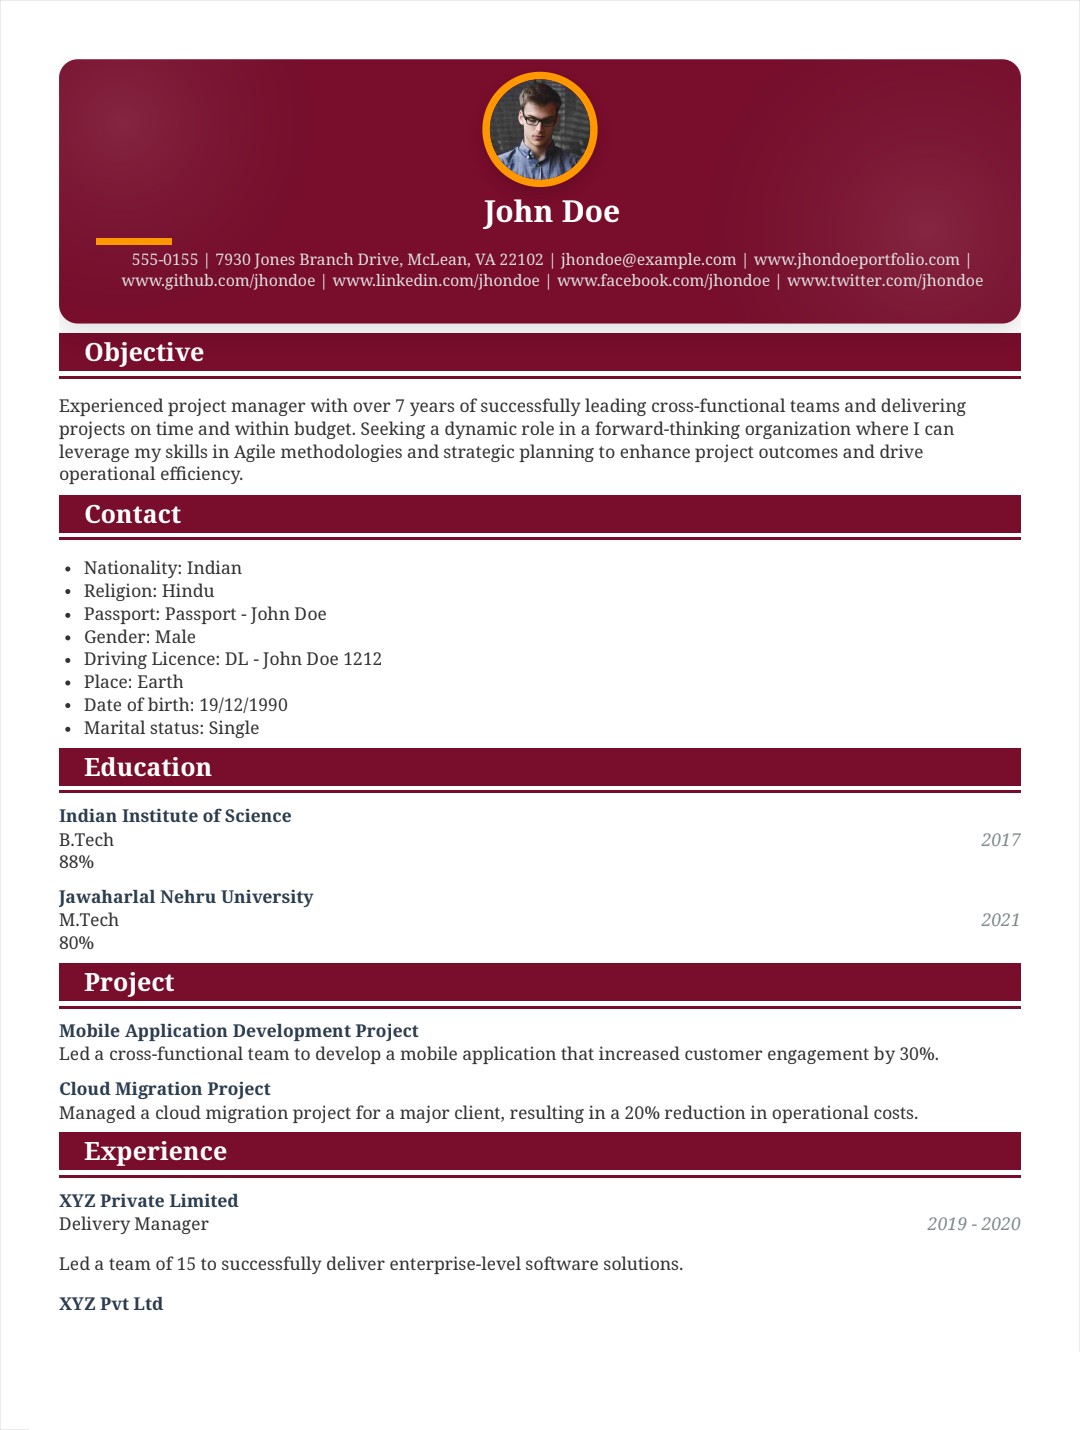 John Doe
555-0155 | 7930 Jones Branch Drive, McLean, VA 22102 | jhondoe@example.com | www.jhondoeportfolio.com |
www.github.com/jhondoe | www.linkedin.com/jhondoe | www.facebook.com/jhondoe | www.twitter.com/jhondoe
Objective
Experienced project manager with over 7 years of successfully leading cross-functional teams and delivering
projects on time and within budget. Seeking a dynamic role in a forward-thinking organization where I can
leverage my skills in Agile methodologies and strategic planning to enhance project outcomes and drive
operational efficiency.
Contact
• Nationality: Indian
• Religion: Hindu
• Passport: Passport - John Doe
• Gender: Male
• Driving Licence: DL - John Doe 1212
• Place: Earth
• Date of birth: 19/12/1990
• Marital status: Single
Education
Indian Institute of Science
B.Tech 2017
88%
Jawaharlal Nehru University
M.Tech 2021
80%
Project
Mobile Application Development Project
Led a cross-functional team to develop a mobile application that increased customer engagement by 30%.
Cloud Migration Project
Managed a cloud migration project for a major client, resulting in a 20% reduction in operational costs.
Experience
XYZ Private Limited
Delivery Manager 2019 - 2020
Led a team of 15 to successfully deliver enterprise-level software solutions.
XYZ Pvt Ltd